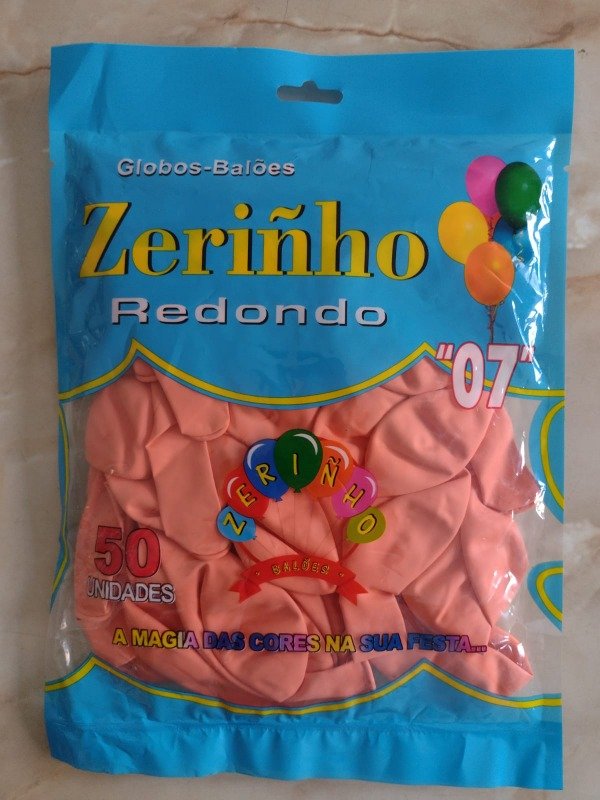 Globos-Balões
Zeriñho
Redondo
"07"
ZERIÑHO
• BALÕES •
50
UNIDADES
A MAGIA DAS CORES NA SUA FESTA...